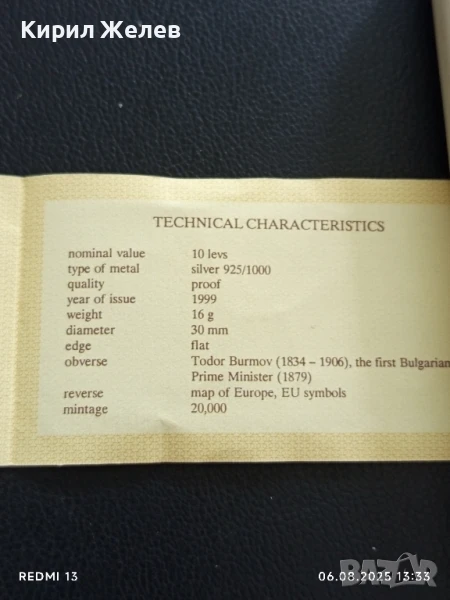 Кирил Желев
TECHNICAL CHARACTERISTICS
nominal value 10 levs
type of metal silver 925/1000
quality proof
year of issue 1999
weight 16 g
diameter 30 mm
edge flat
obverse Todor Burmov (1834 – 1906), the first Bulgarian
Prime Minister (1879)
reverse map of Europe, EU symbols
mintage 20,000
REDMI 13
06.08.2025 13:33
BAZAR